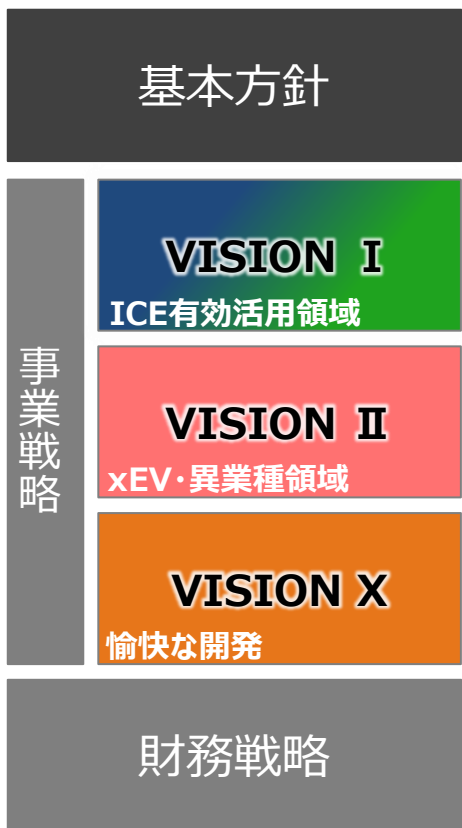 基本方針
事業戦略
VISION Ⅰ
ICE有効活用領域
VISION Ⅱ
xEV・異業種領域
VISION X
愉快な開発
財務戦略